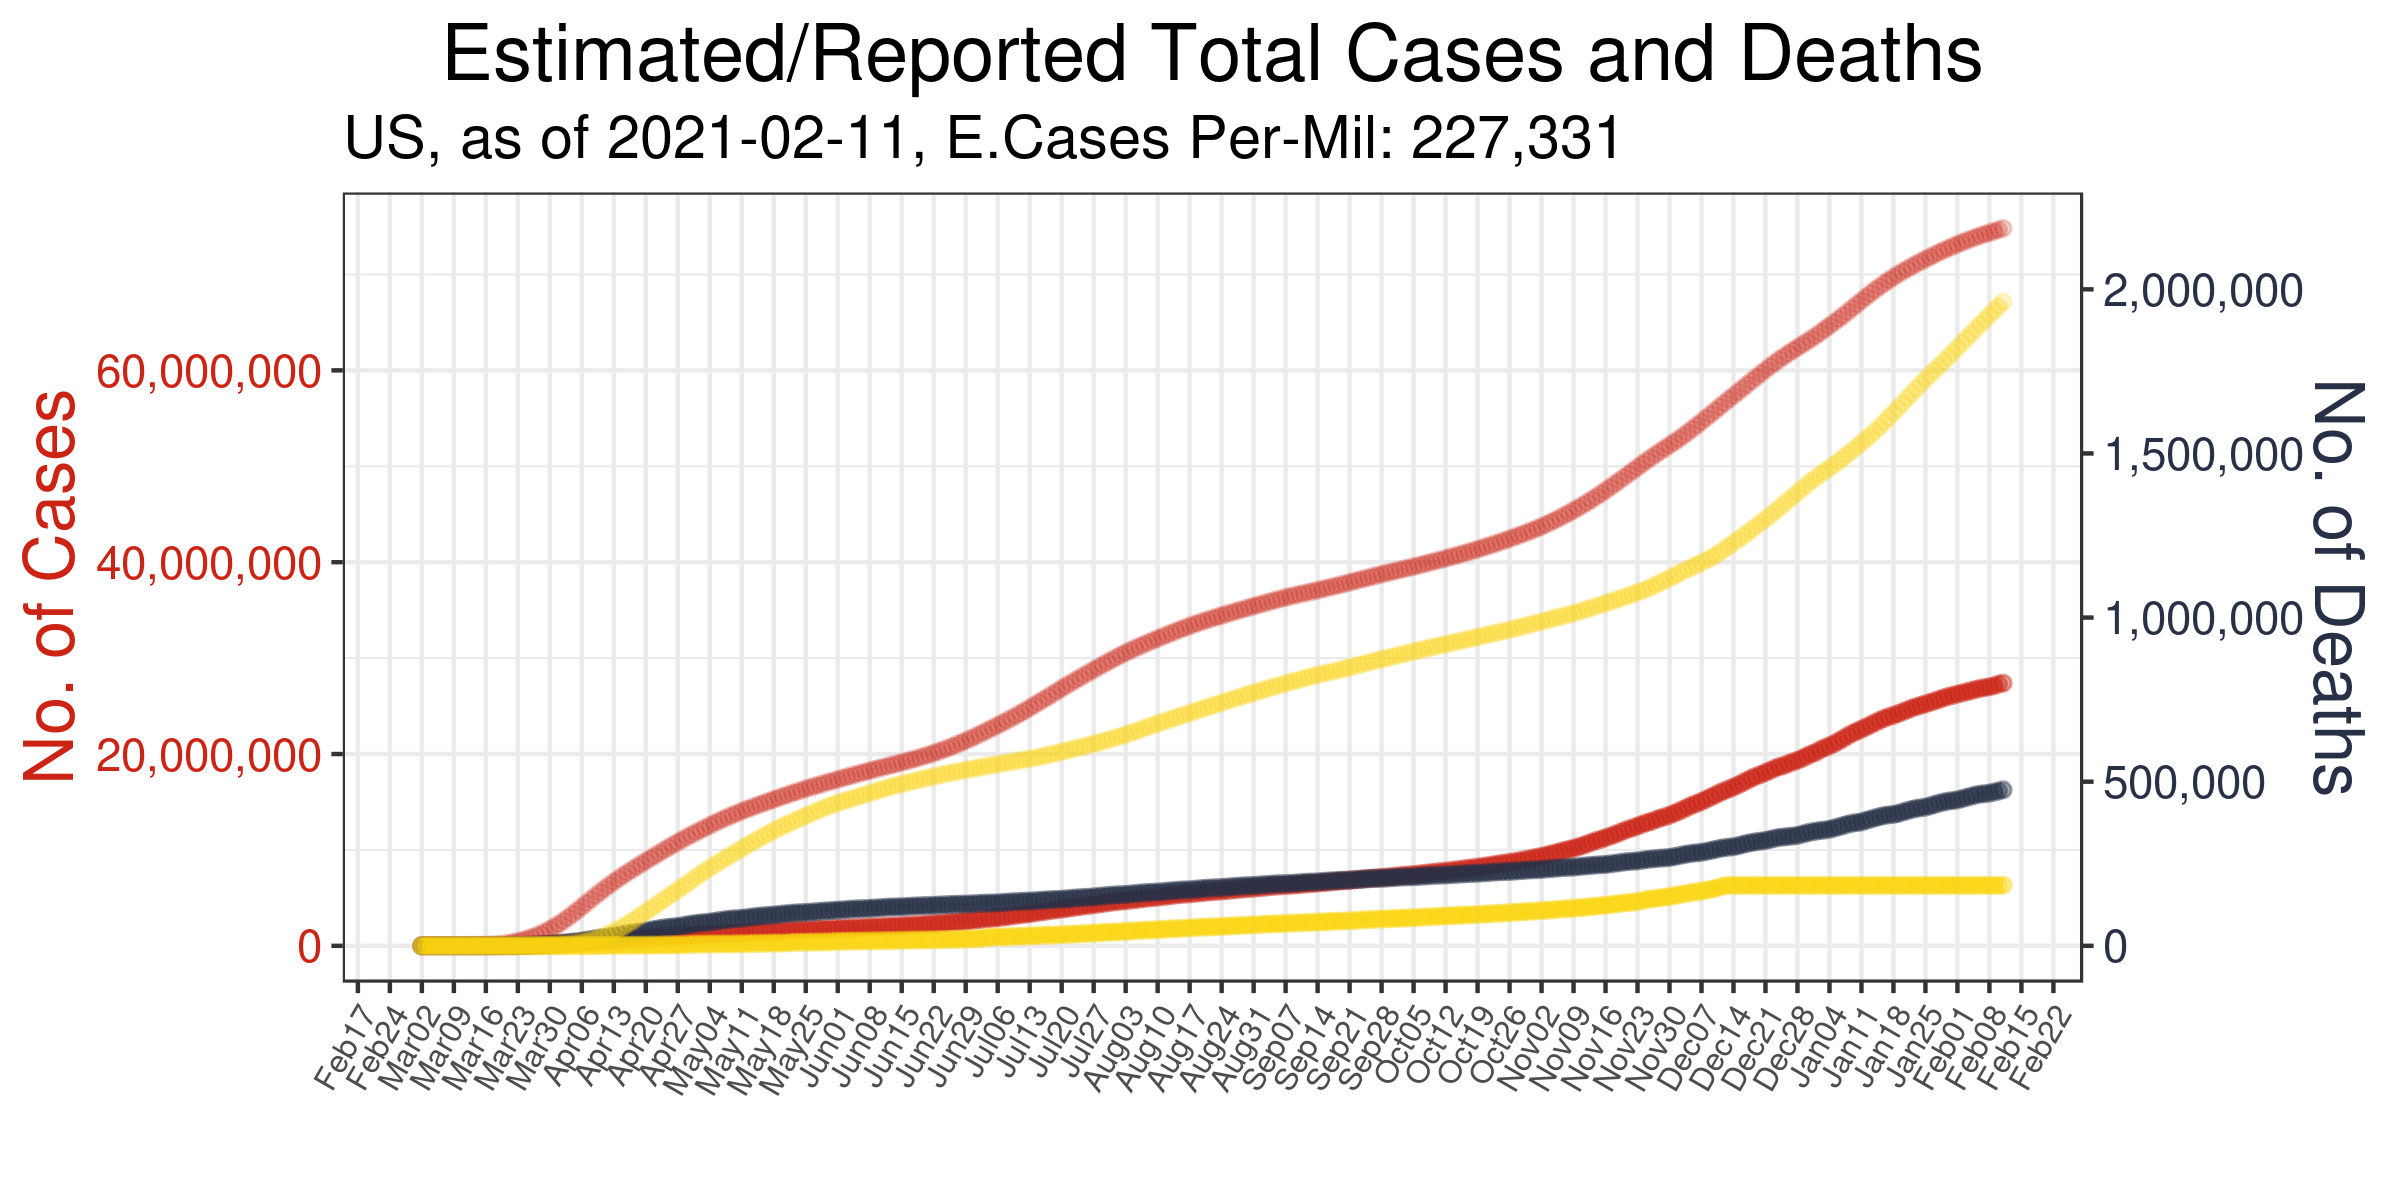 Estimated/Reported Total Cases and Deaths
US, as of 2021-02-11, E.Cases Per-Mil: 227,331
No. of Cases
60,000,000
40,000,000
20,000,000
0
2,000,000
1,500,000
1,000,000
500,000
0
No. of Deaths
Feb17
Feb24
Mar02
Mar09
Mar16
Mar23
Mar30
Apr06
Apr13
Apr20
Apr27
May04
May11
May18
May25
Jun01
Jun08
Jun15
Jun22
Jun29
Jul06
Jul13
Jul20
Jul27
Aug03
Aug10
Aug17
Aug24
Aug31
Sep07
Sep14
Sep21
Sep28
Oct05
Oct12
Oct19
Oct26
Nov02
Nov09
Nov16
Nov23
Nov30
Dec07
Dec14
Dec21
Dec28
Jan04
Jan11
Jan18
Jan25
Feb01
Feb08
Feb15
Feb22